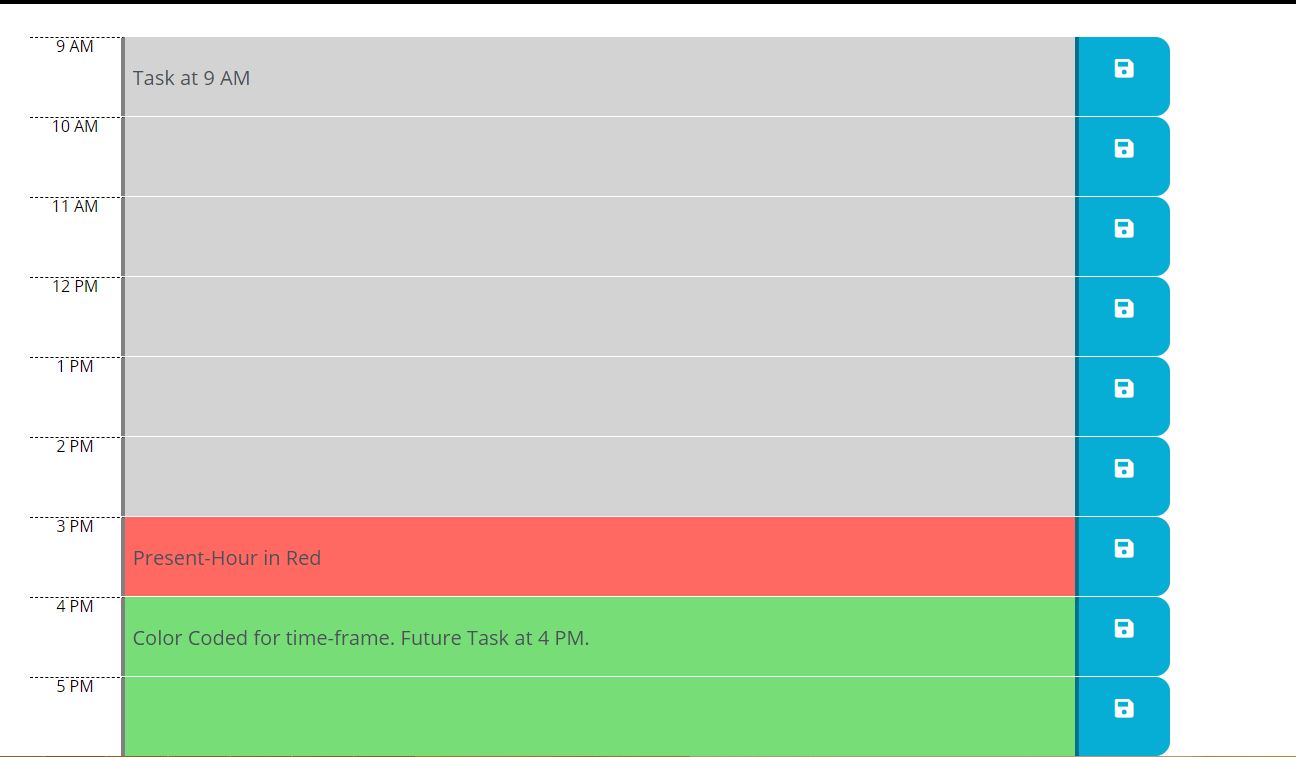 9 AM
Task at 9 AM
10 AM
11 AM
12 PM
1 PM
2 PM
3 PM
Present-Hour in Red
4 PM
Color Coded for time-frame. Future Task at 4 PM.
5 PM